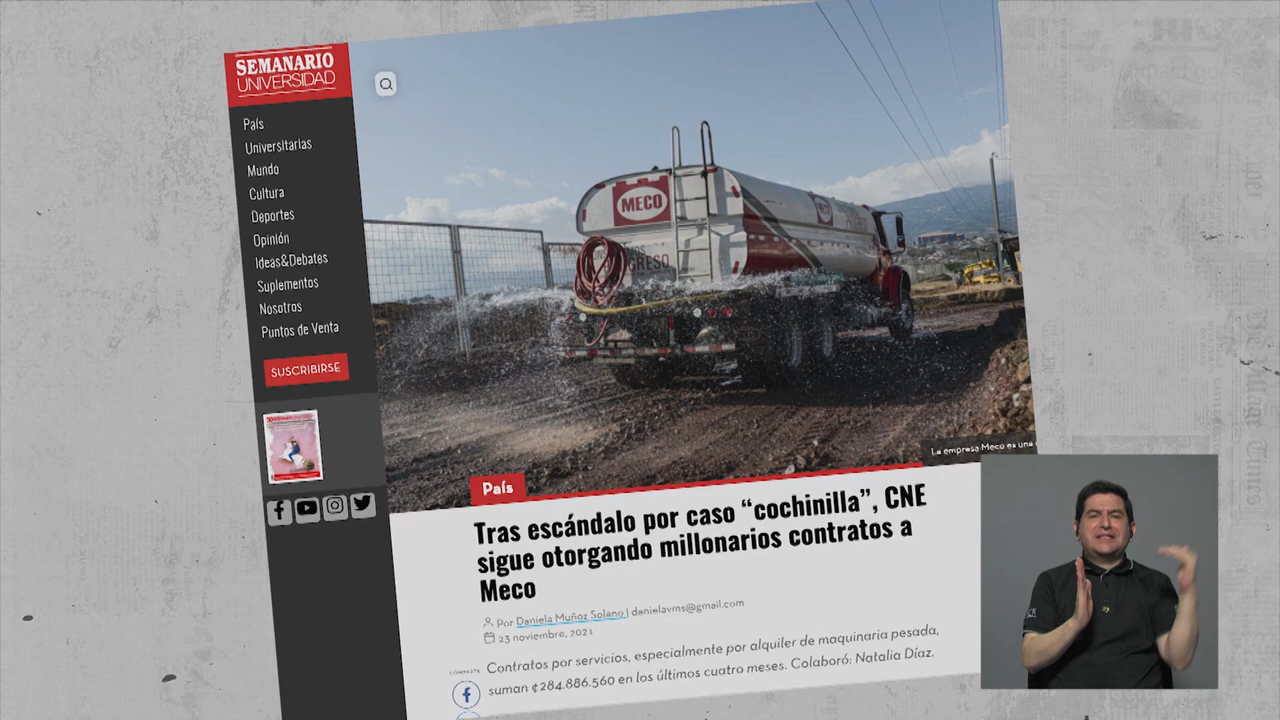 SEMANARIO
UNIVERSIDAD
País
Universitarias
Mundo
Cultura
Deportes
Opinión
Ideas&Debates
Suplementos
Nosotros
Puntos de Venta
SUSCRIBIRSE
MECO
GRESO
La empresa Meco es una
País
Tras escándalo por caso “cochinilla”, CNE
sigue otorgando millonarios contratos a
Meco
Por Daniela Muñoz Solano | danielavms@gmail.com
23 noviembre, 2021
COMPARTE
Contratos por servicios, especialmente por alquiler de maquinaria pesada,
suman ¢284.886.560 en los últimos cuatro meses. Colaboró: Natalia Díaz.